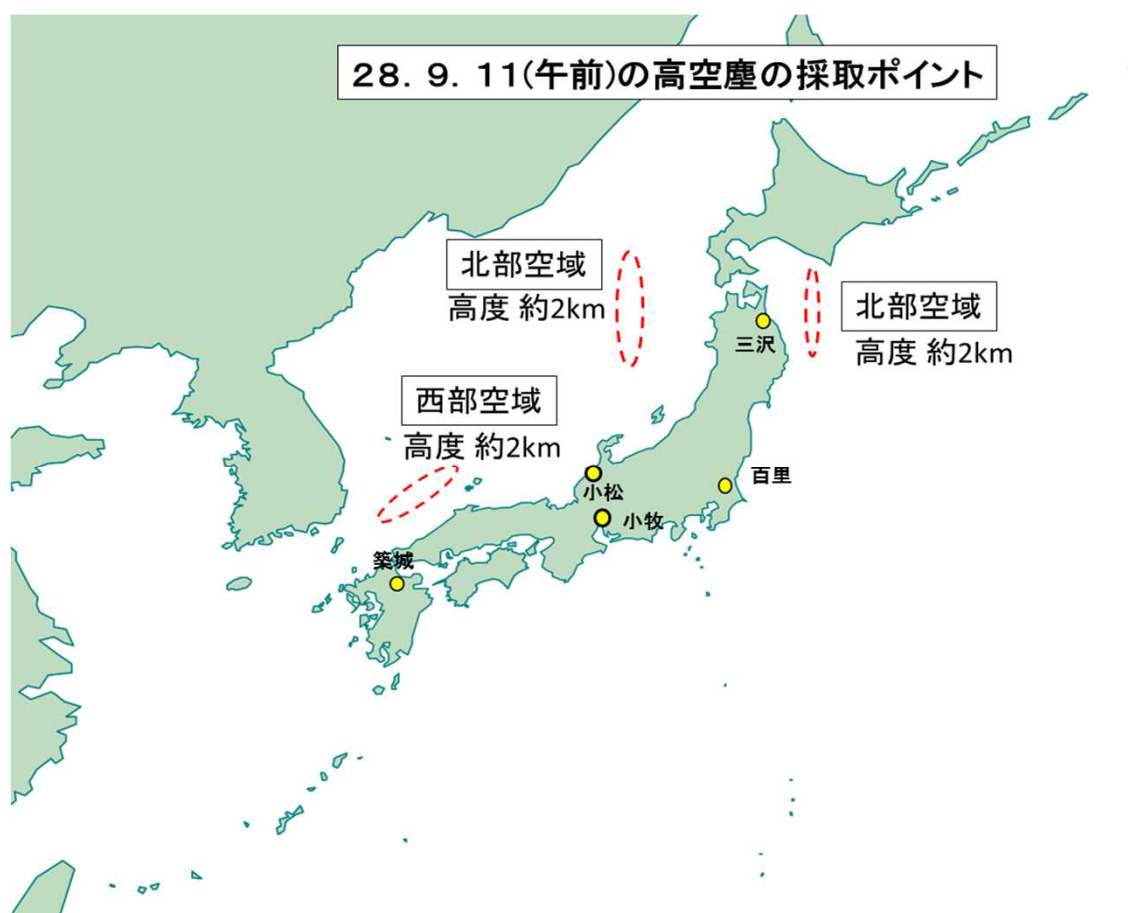 28. 9. 11(午前)の高空塵の採取ポイント
北部空域
高度 約2km
北部空域
高度 約2km
三沢
西部空域
高度 約2km
百里
小松
小牧
築城